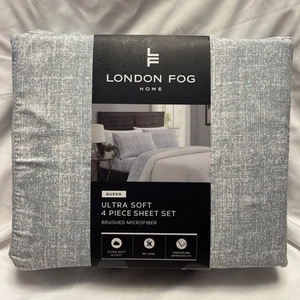 LF
LONDON FOG
HOME
QUEEN
ULTRA SOFT
4 PIECE SHEET SET
BRUSHED MICROFIBER